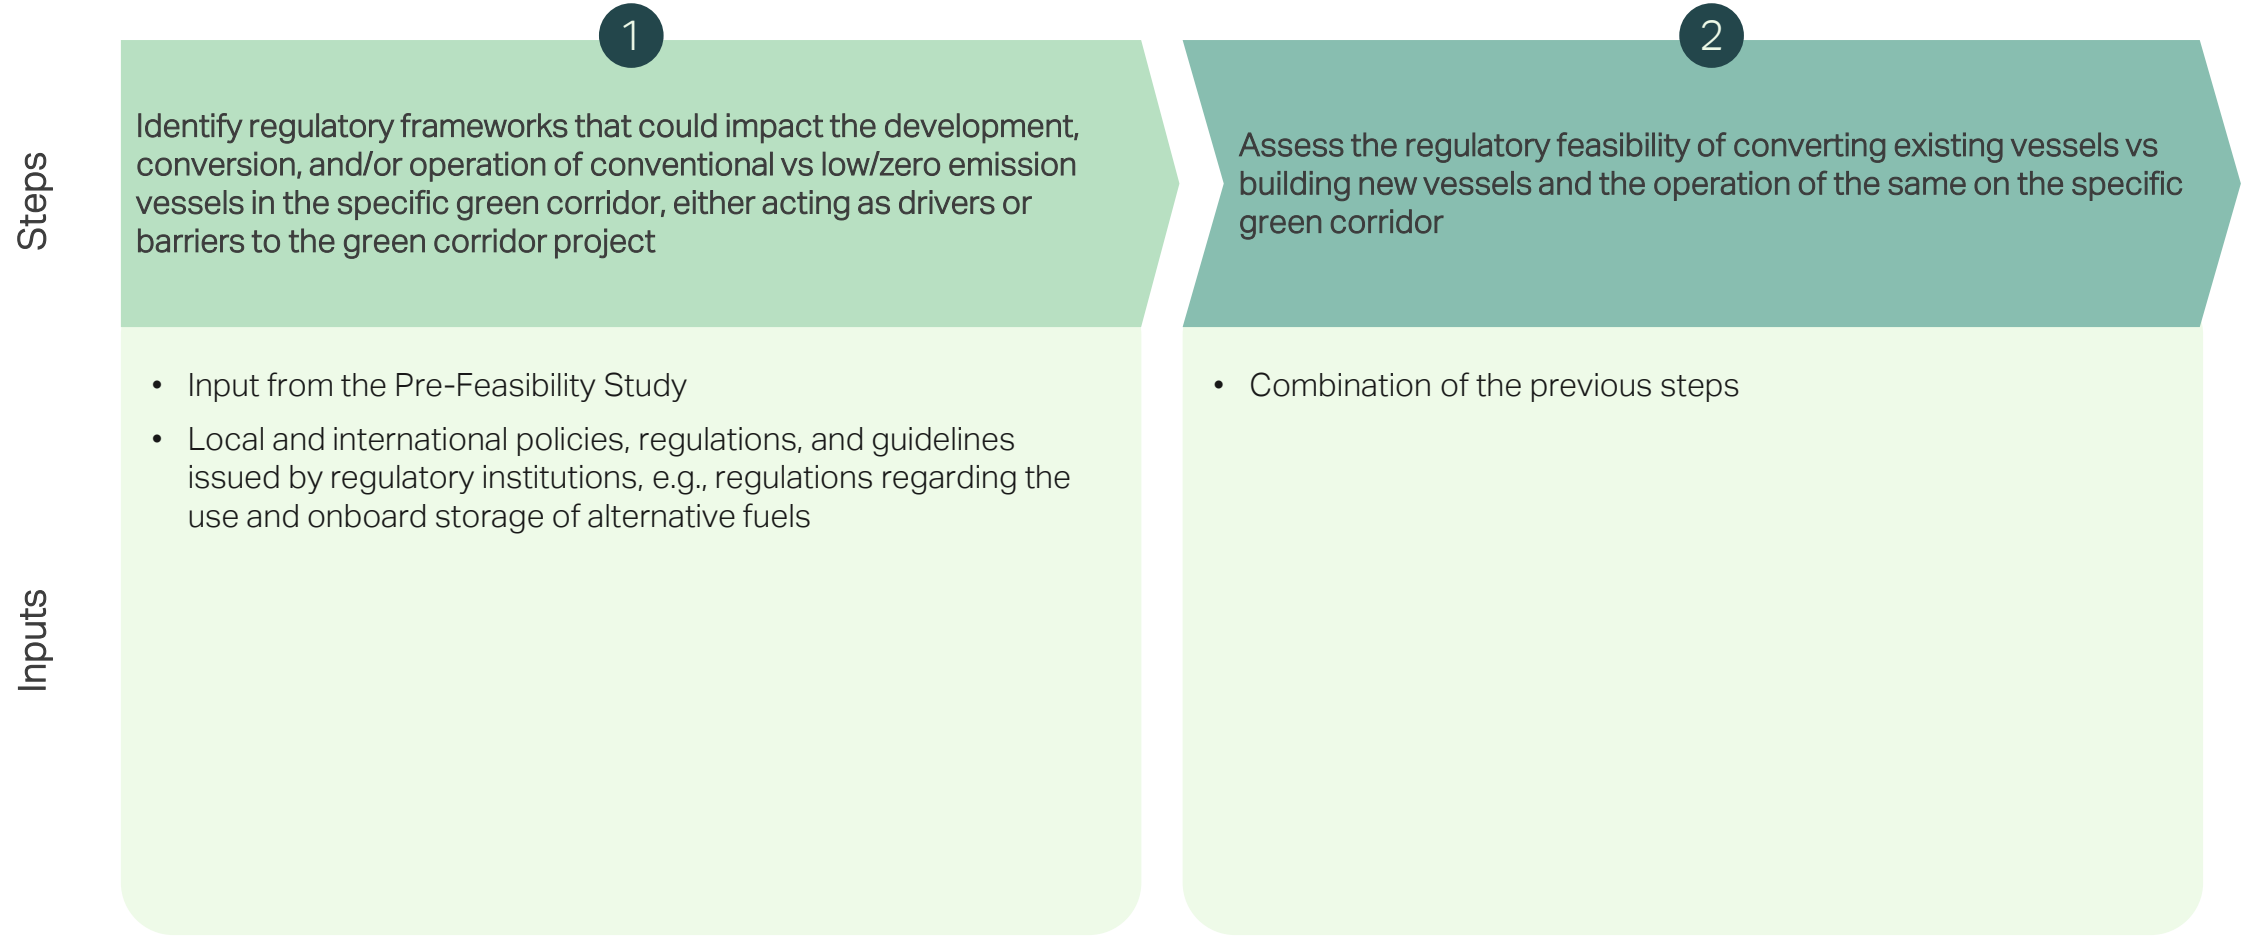 1
2
Steps
Identify regulatory frameworks that could impact the development,
conversion, and/or operation of conventional vs low/zero emission
vessels in the specific green corridor, either acting as drivers or
barriers to the green corridor project
Assess the regulatory feasibility of converting existing vessels vs
building new vessels and the operation of the same on the specific
green corridor
Inputs
• Input from the Pre-Feasibility Study
• Local and international policies, regulations, and guidelines
issued by regulatory institutions, e.g., regulations regarding the
use and onboard storage of alternative fuels
• Combination of the previous steps